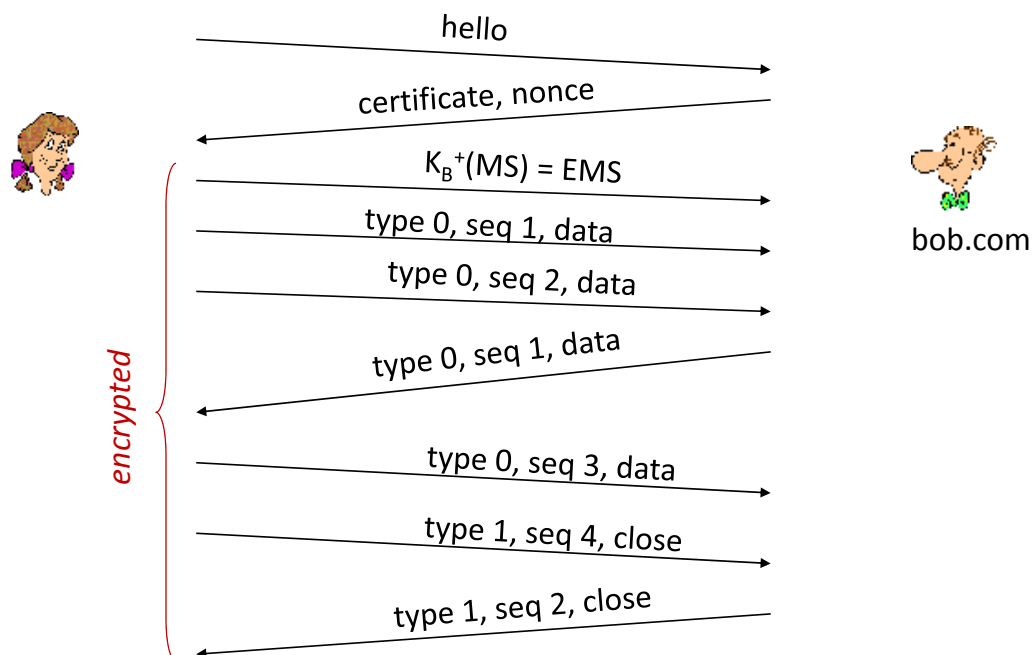 hello
certificate, nonce
K_B⁺(MS) = EMS
type 0, seq 1, data
bob.com
type 0, seq 2, data
type 0, seq 1, data
encrypted
type 0, seq 3, data
type 1, seq 4, close
type 1, seq 2, close